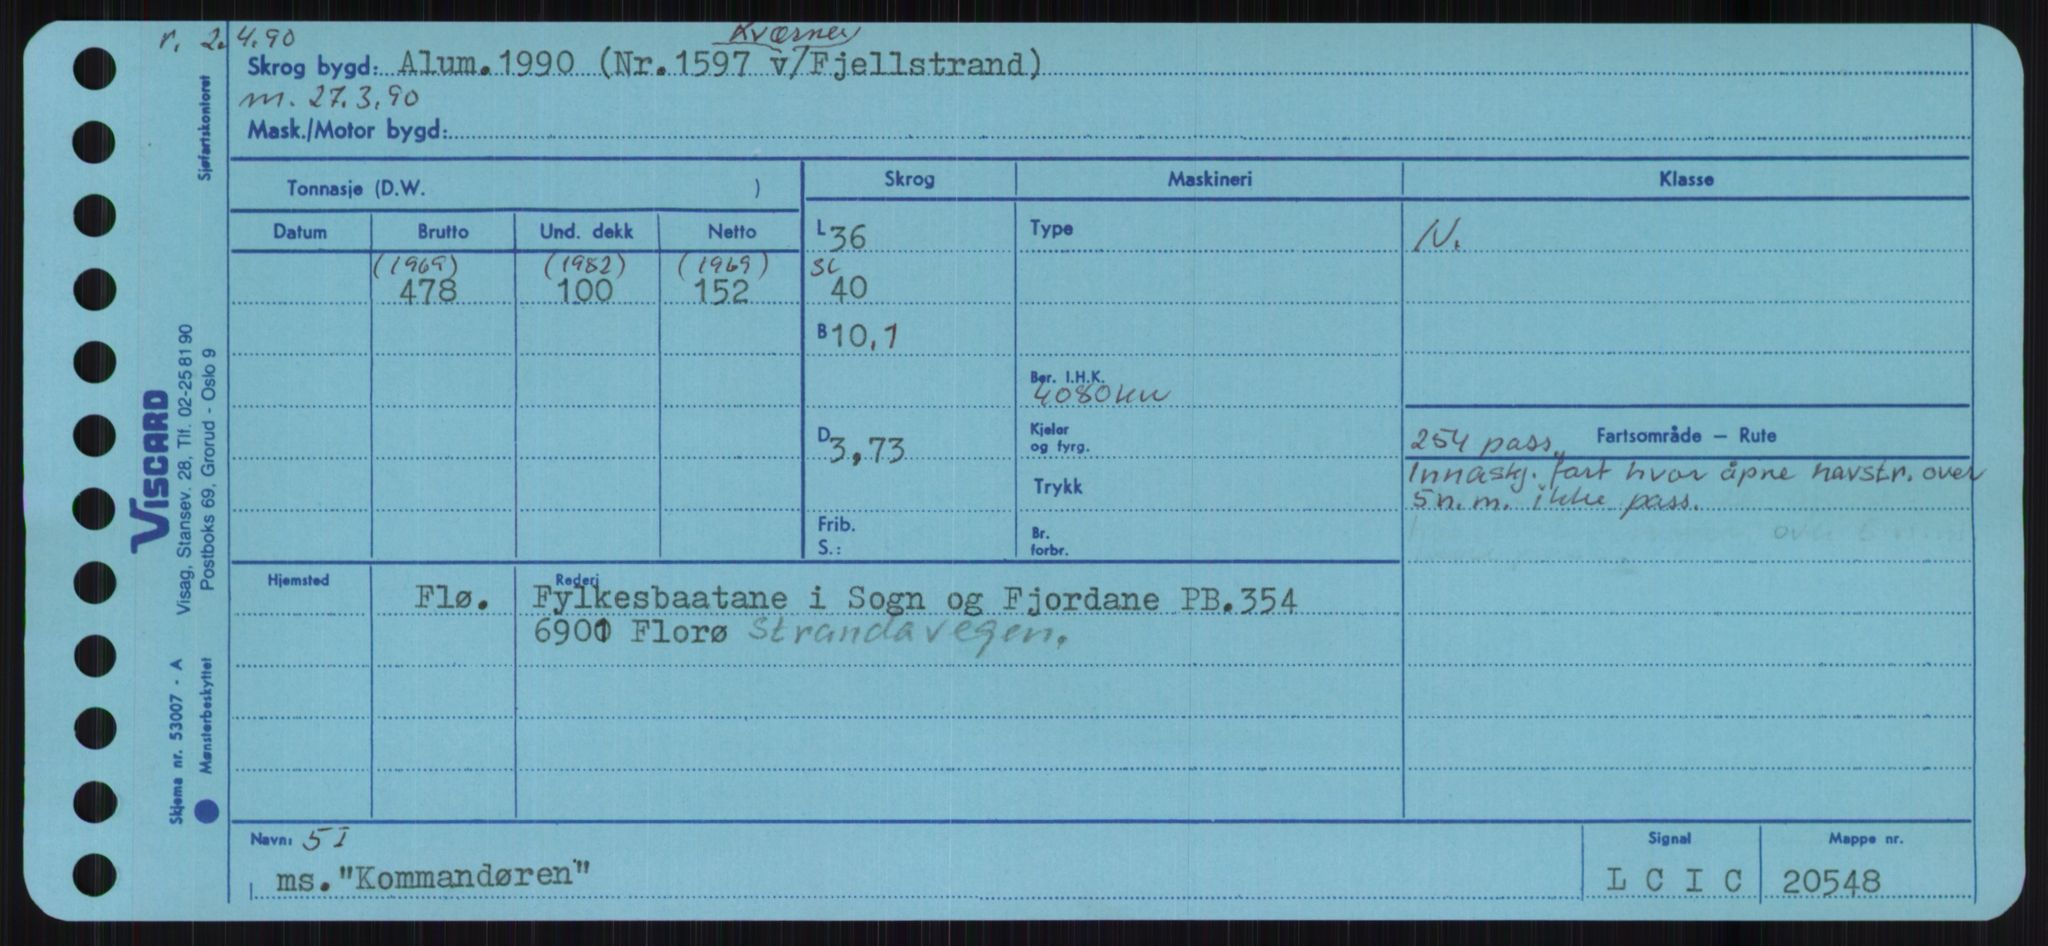 r. 2.4.90
Kværner
Skrog bygd: Alum. 1990 (Nr.1597 v/Fjellstrand)
m. 27.3.90
Mask./Motor bygd:
Tonnasje (D.W. )
Skrog Maskineri Klasse
Datum Brutto Und. dekk Netto
L 36 Type N.
(1969) (1982) (1969)
478 100 152
SL 40
B 10,1
Ber. I.H.K.
4080 kW
D 3,73
Kjeler
og fyrg.
Trykk
Frib.
S.:
Br.
forbr.
254 pass. Fartsområde – Rute
Innaskj. fart hvor åpne havstr. over
5 n.m. ikke pass.
Hjemsted Rederi
Flø. Fylkesbaatane i Sogn og Fjordane PB.354
6901 Florø Strandavegen.
Navn: 5 I
ms. "Kommandøren"
Signal
L C I C
Mappe nr.
20548
Sjøfartskontoret
VISCARD
Visag, Stansev. 28, Tlf. 02-25 81 90
Postboks 69, Grorud - Oslo 9
Skjema nr. 53007 - A
Mønsterbeskyttet